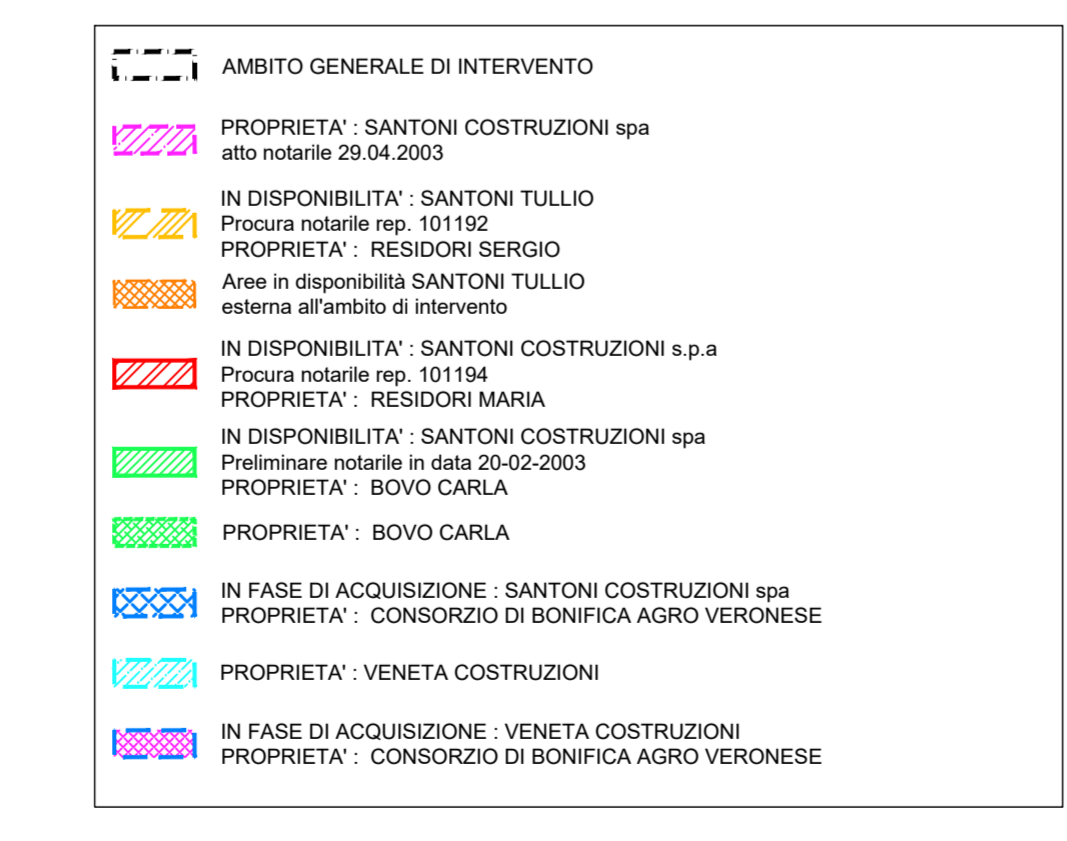 AMBITO GENERALE DI INTERVENTO
PROPRIETA' : SANTONI COSTRUZIONI spa
atto notarile 29.04.2003
IN DISPONIBILITA' : SANTONI TULLIO
Procura notarile rep. 101192
PROPRIETA' : RESIDORI SERGIO
Aree in disponibilità SANTONI TULLIO
esterna all'ambito di intervento
IN DISPONIBILITA' : SANTONI COSTRUZIONI s.p.a
Procura notarile rep. 101194
PROPRIETA' : RESIDORI MARIA
IN DISPONIBILITA' : SANTONI COSTRUZIONI spa
Preliminare notarile in data 20-02-2003
PROPRIETA' : BOVO CARLA
PROPRIETA' : BOVO CARLA
IN FASE DI ACQUISIZIONE : SANTONI COSTRUZIONI spa
PROPRIETA' : CONSORZIO DI BONIFICA AGRO VERONESE
PROPRIETA' : VENETA COSTRUZIONI
IN FASE DI ACQUISIZIONE : VENETA COSTRUZIONI
PROPRIETA' : CONSORZIO DI BONIFICA AGRO VERONESE